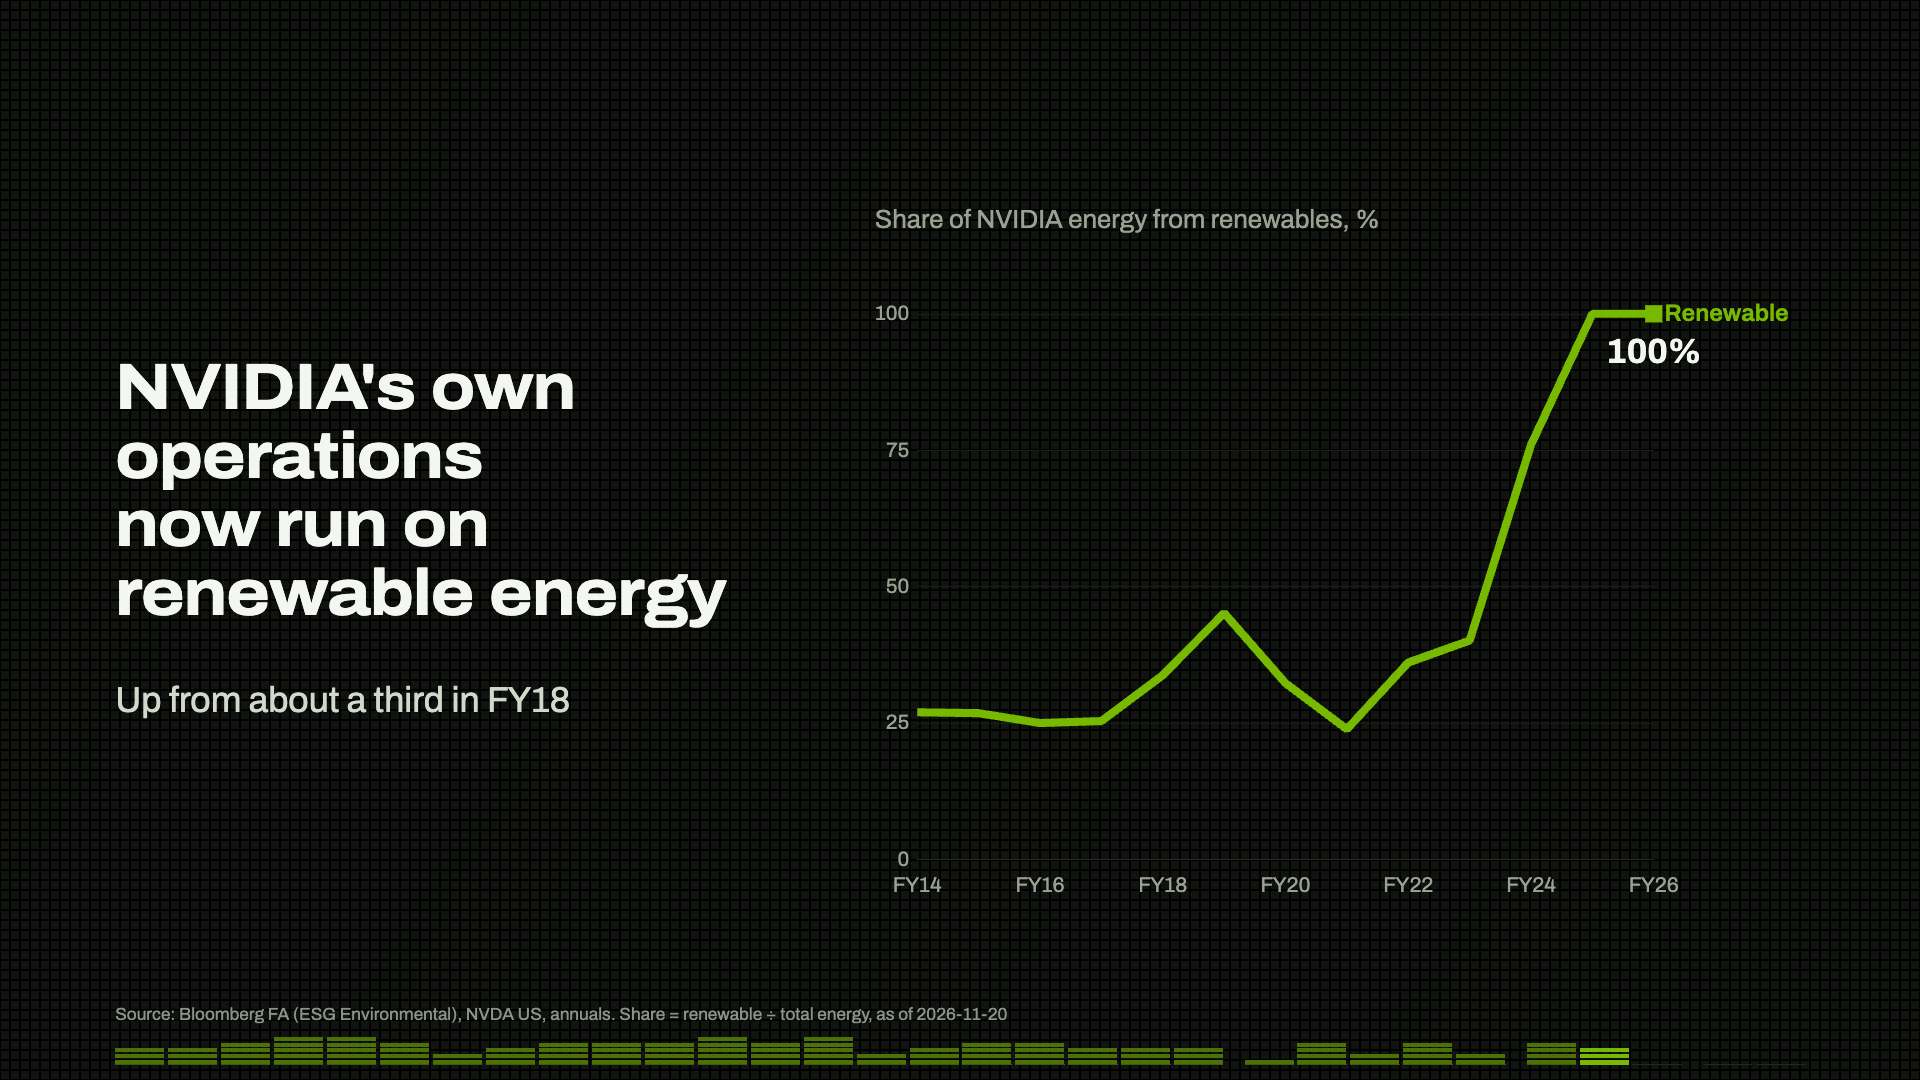 Share of NVIDIA energy from renewables, %
NVIDIA's own
operations
now run on
renewable energy
Up from about a third in FY18
100
75
50
25
0
Renewable
100%
FY14 FY16 FY18 FY20 FY22 FY24 FY26
Source: Bloomberg FA (ESG Environmental), NVDA US, annuals. Share = renewable ÷ total energy, as of 2026-11-20